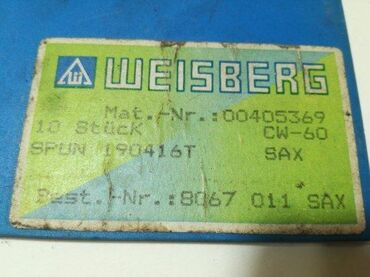 WEISBERG
Mat.-Nr.:00405369
10 Stück CW-60
SPUN 190416T SAX
Best.-Nr.:8067 011 SAX